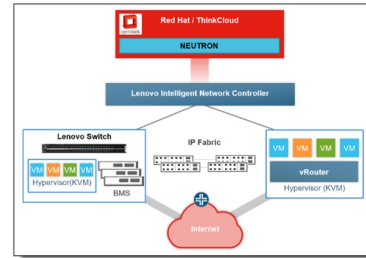 Red Hat / ThinkCloud
openstack
NEUTRON
Lenovo Intelligent Network Controller
Lenovo Switch
IP Fabric
VM VM VM VM
VM VM VM VM
Hypervisor(KVM)
BMS
vRouter
Hypervisor (KVM)
Internet